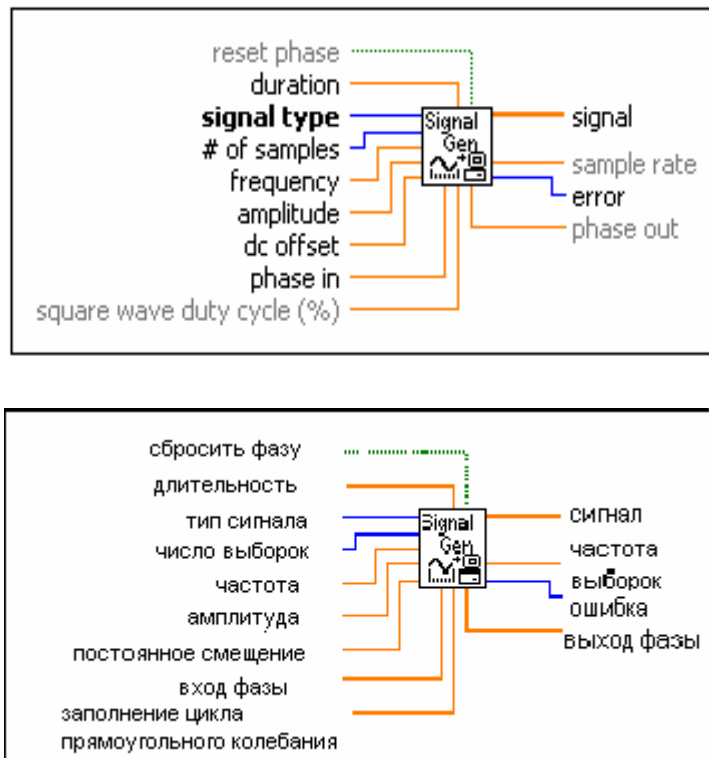 reset phase
duration
signal type
# of samples
frequency
amplitude
dc offset
phase in
square wave duty cycle (%)
Signal
Gen
signal
sample rate
error
phase out
сбросить фазу
длительность
тип сигнала
число выборок
частота
амплитуда
постоянное смещение
вход фазы
заполнение цикла
прямоугольного колебания
Signal
Gen
сигнал
частота
выборок
ошибка
выход фазы